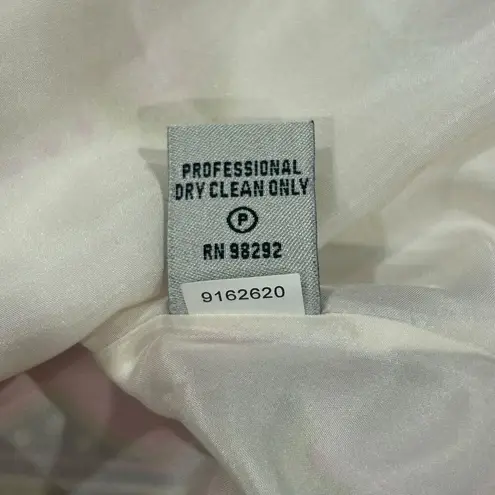 PROFESSIONAL
DRY CLEAN ONLY
P
RN 98292
9162620